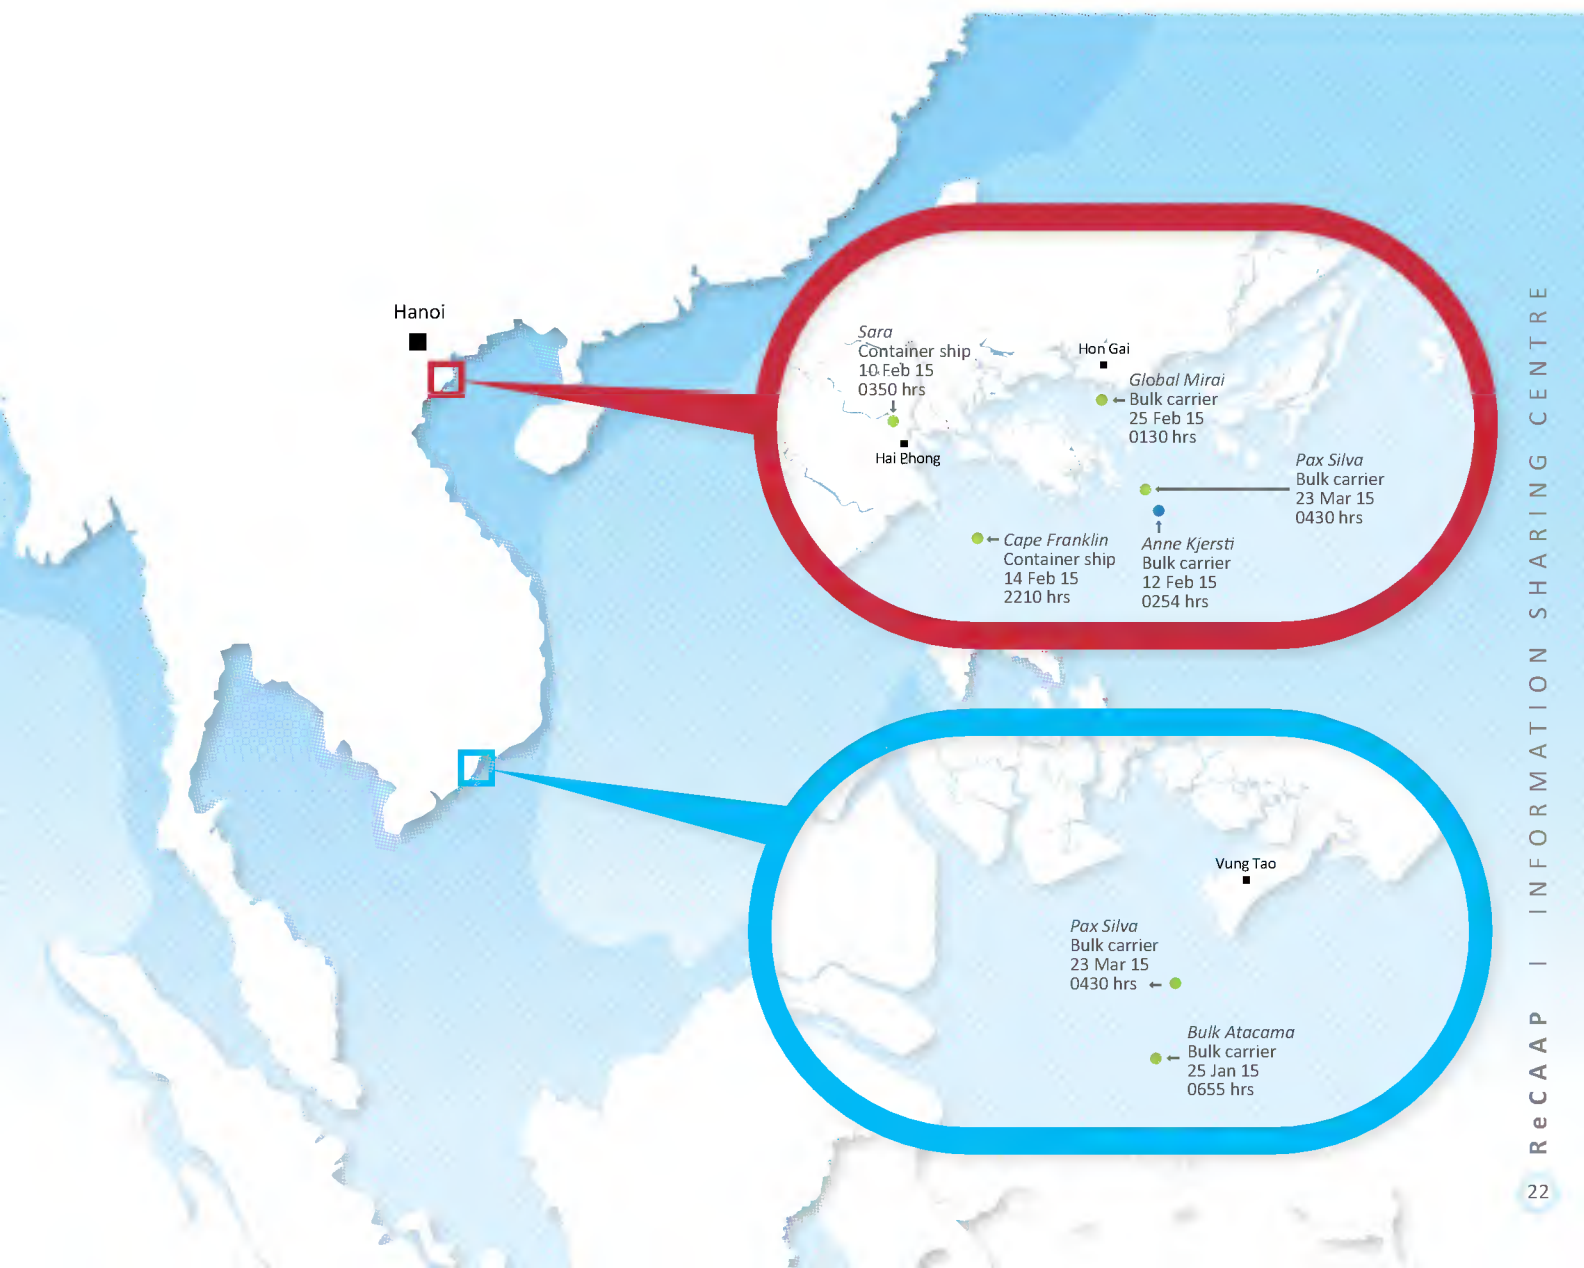 Hanoi
Sara
Container ship
10 Feb 15
0350 hrs
Hai Phong
Hon Gai
Global Mirai
Bulk carrier
25 Feb 15
0130 hrs
Pax Silva
Bulk carrier
23 Mar 15
0430 hrs
Cape Franklin
Container ship
14 Feb 15
2210 hrs
Anne Kjersti
Bulk carrier
12 Feb 15
0254 hrs
Vung Tao
Pax Silva
Bulk carrier
23 Mar 15
0430 hrs
Bulk Atacama
Bulk carrier
25 Jan 15
0655 hrs
ReCAAP I INFORMATION SHARING CENTRE
22